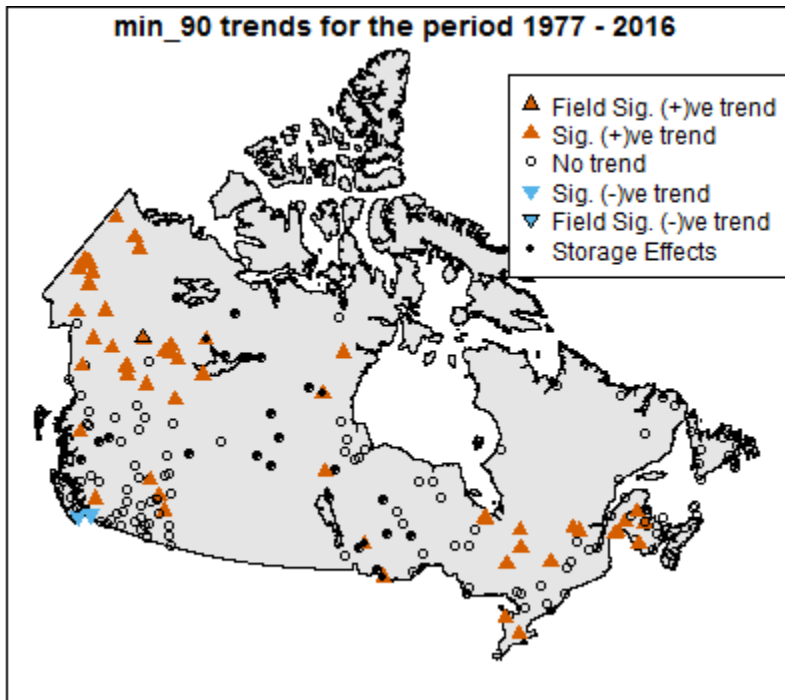 min_90 trends for the period 1977 - 2016
Field Sig. (+)ve trend
Sig. (+)ve trend
No trend
Sig. (-)ve trend
Field Sig. (-)ve trend
Storage Effects